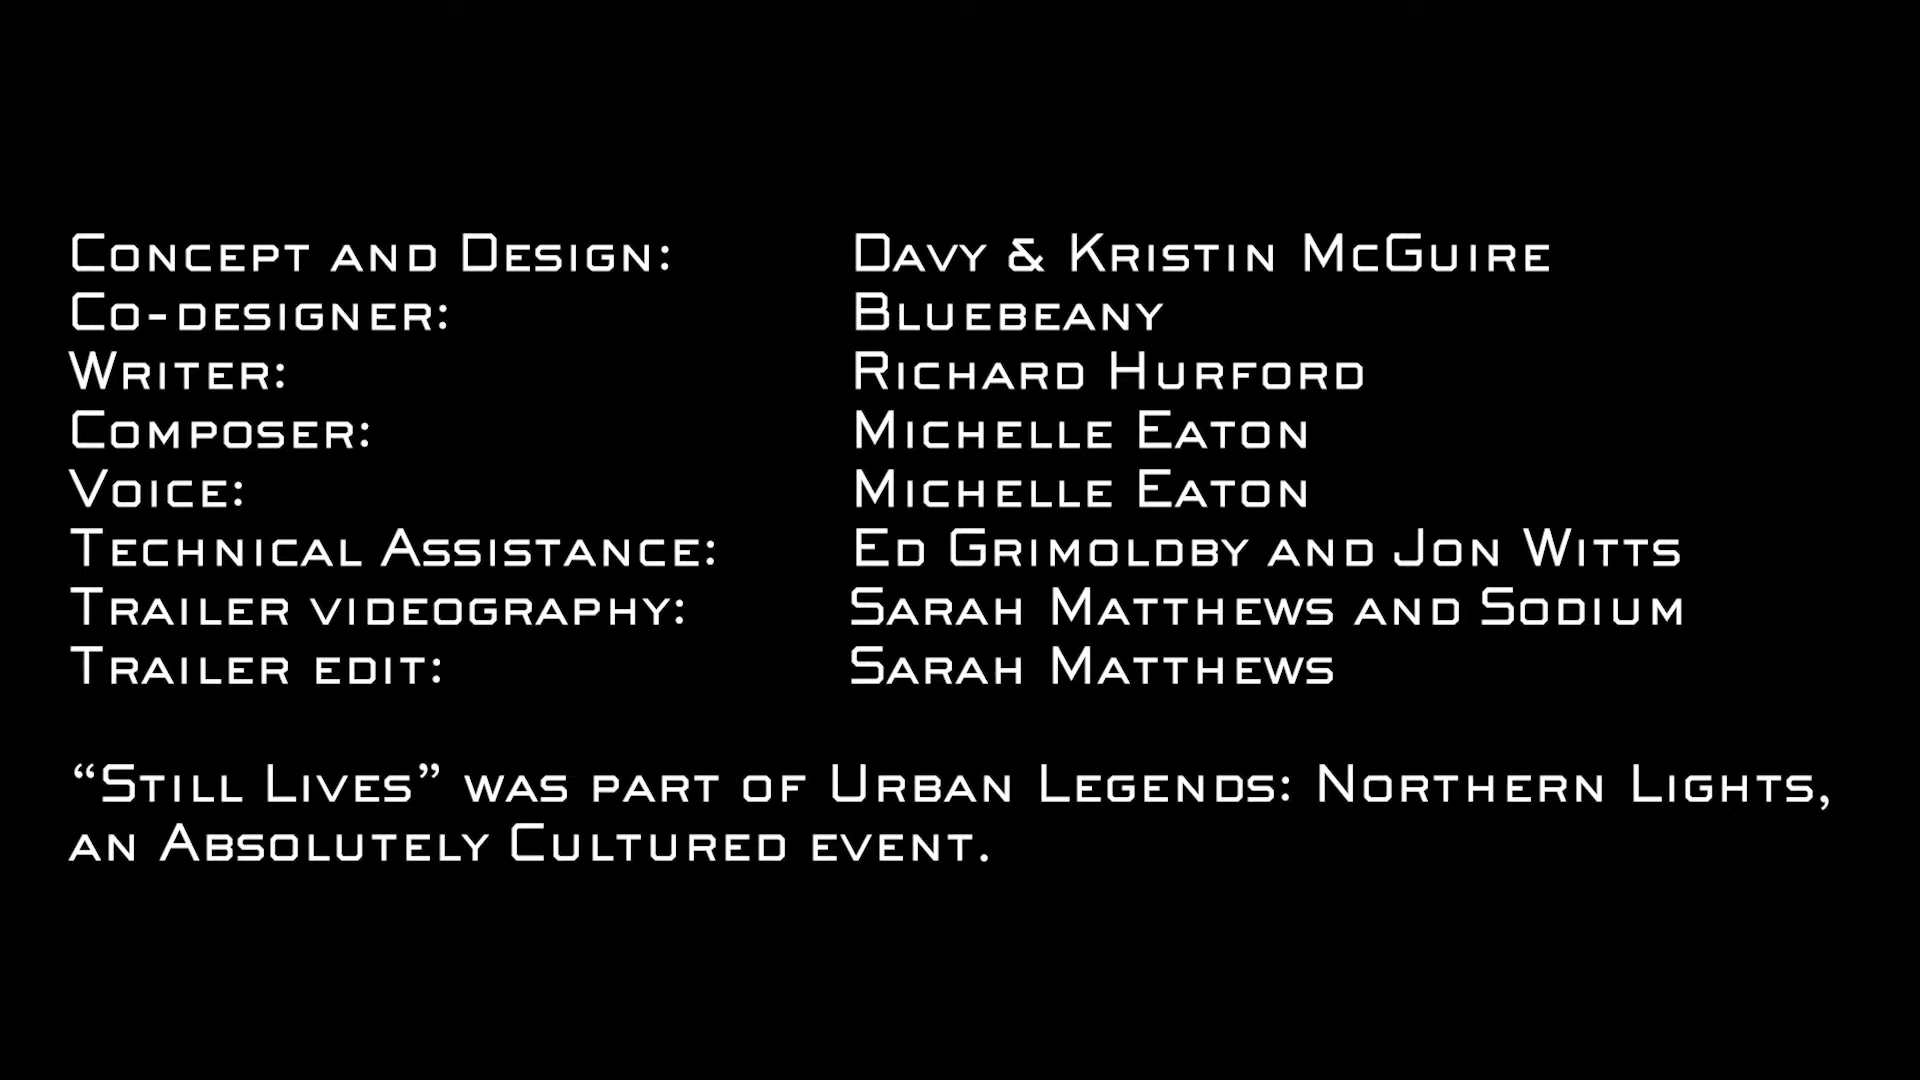 Concept and Design: Davy & Kristin McGuire
Co-designer: Bluebeany
Writer: Richard Hurford
Composer: Michelle Eaton
Voice: Michelle Eaton
Technical Assistance: Ed Grimoldby and Jon Witts
Trailer videography: Sarah Matthews and Sodium
Trailer edit: Sarah Matthews
“Still Lives” was part of Urban Legends: Northern Lights,
an Absolutely Cultured event.